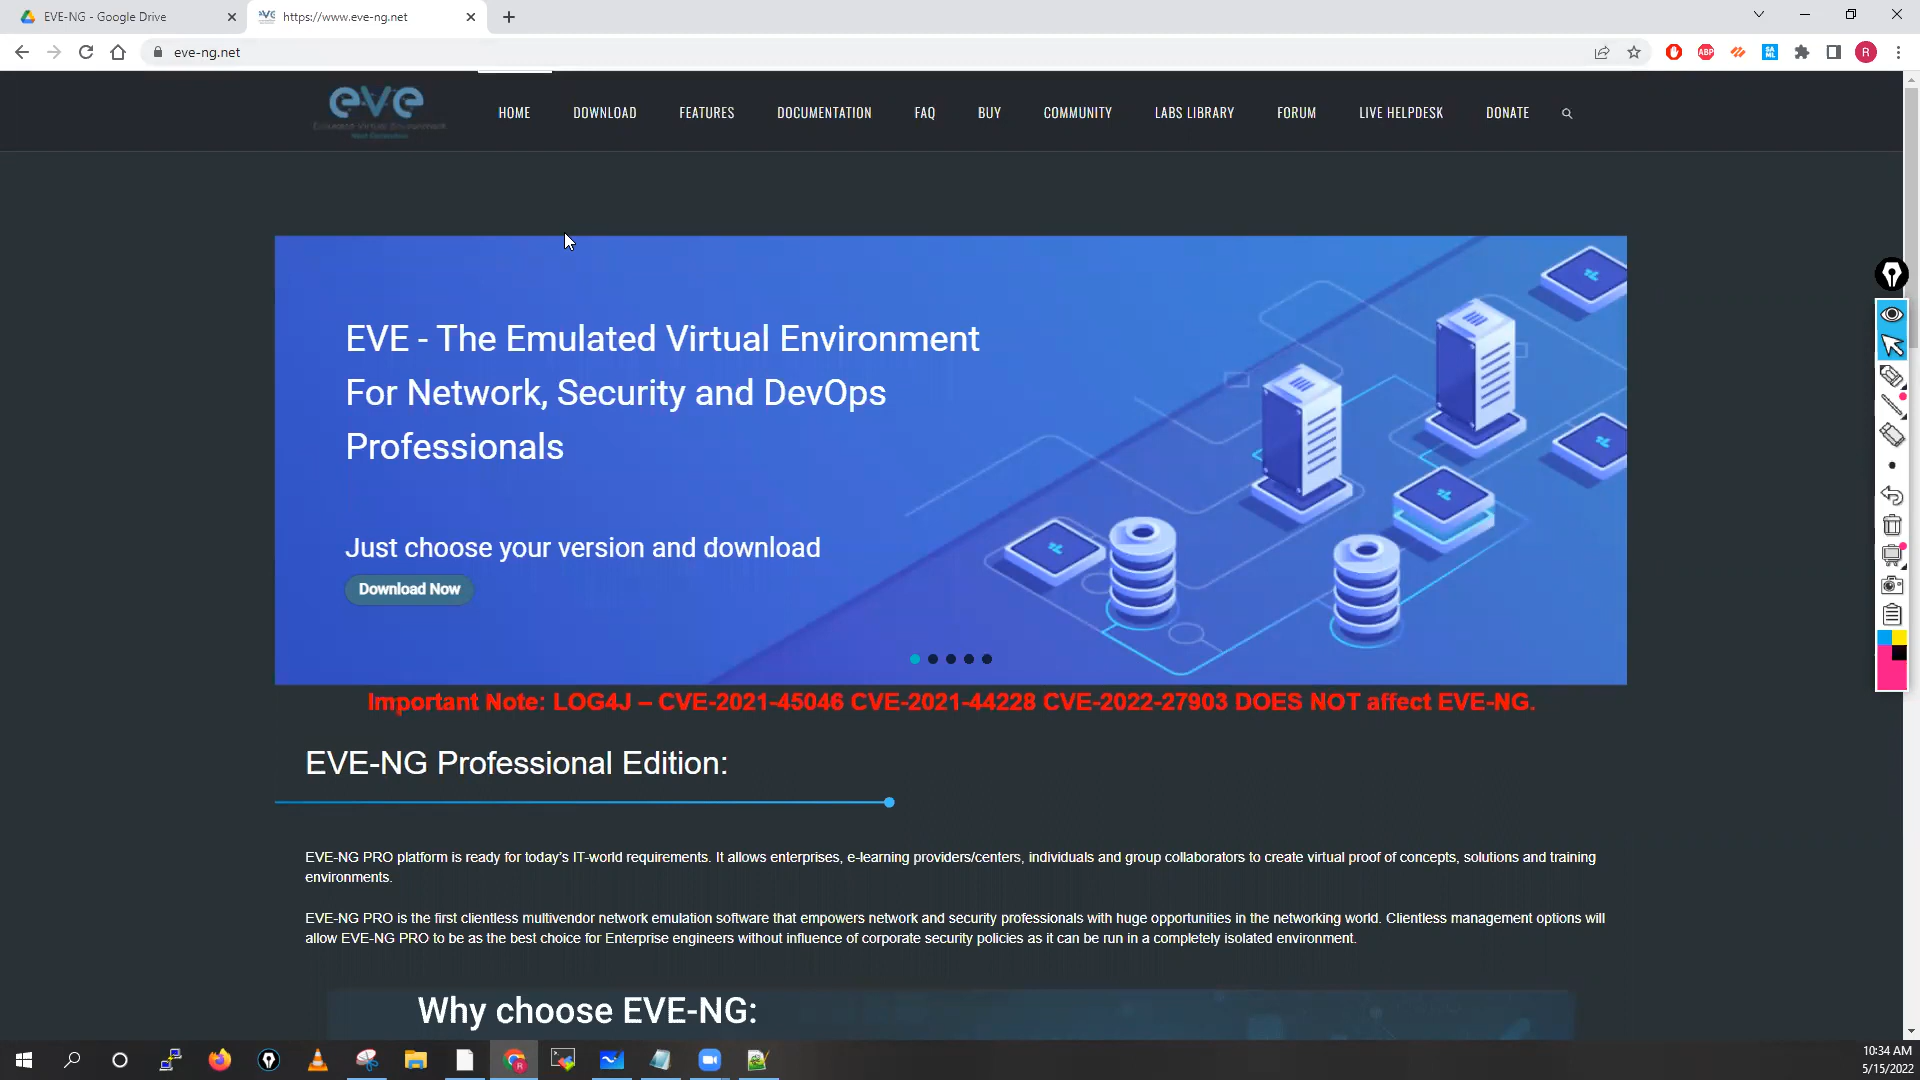 EVE-NG - Google Drive
https://www.eve-ng.net
eve-ng.net
ABP
R
eve
Emulated Virtual Environment
Next Generation
HOME DOWNLOAD FEATURES DOCUMENTATION FAQ BUY COMMUNITY LABS LIBRARY FORUM LIVE HELPDESK DONATE
EVE - The Emulated Virtual Environment
For Network, Security and DevOps
Professionals
Just choose your version and download
Download Now
Important Note: LOG4J – CVE-2021-45046 CVE-2021-44228 CVE-2022-27903 DOES NOT affect EVE-NG.
EVE-NG Professional Edition:
EVE-NG PRO platform is ready for today's IT-world requirements. It allows enterprises, e-learning providers/centers, individuals and group collaborators to create virtual proof of concepts, solutions and training
environments.
EVE-NG PRO is the first clientless multivendor network emulation software that empowers network and security professionals with huge opportunities in the networking world. Clientless management options will
allow EVE-NG PRO to be as the best choice for Enterprise engineers without influence of corporate security policies as it can be run in a completely isolated environment.
Why choose EVE-NG:
10:34 AM
5/15/2022